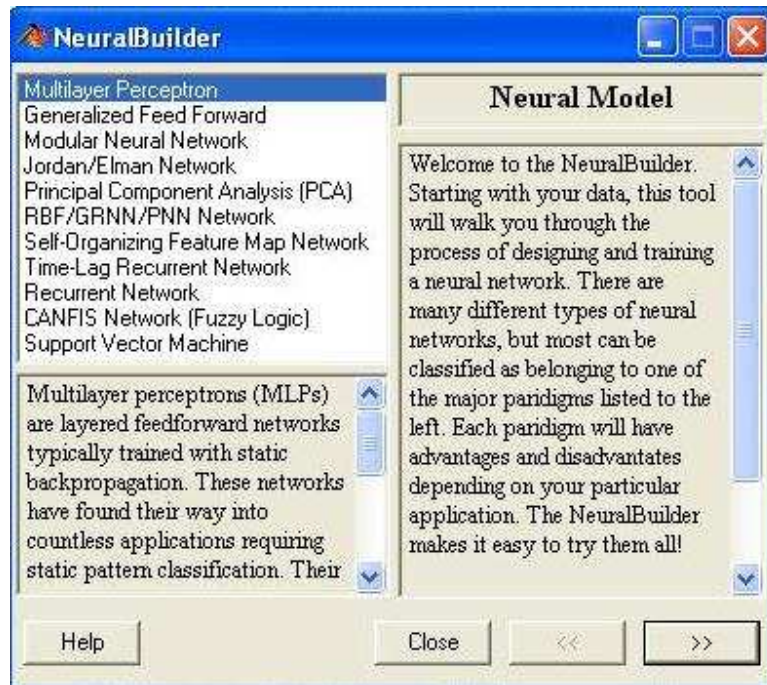 NeuralBuilder
Multilayer Perceptron
Generalized Feed Forward
Modular Neural Network
Jordan/Elman Network
Principal Component Analysis (PCA)
RBF/GRNN/PNN Network
Self-Organizing Feature Map Network
Time-Lag Recurrent Network
Recurrent Network
CANFIS Network (Fuzzy Logic)
Support Vector Machine
Multilayer perceptrons (MLPs)
are layered feedforward networks
typically trained with static
backpropagation. These networks
have found their way into
countless applications requiring
static pattern classification. Their
Neural Model
Welcome to the NeuralBuilder.
Starting with your data, this tool
will walk you through the
process of designing and training
a neural network. There are
many different types of neural
networks, but most can be
classified as belonging to one of
the major paridigms listed to the
left. Each paridigm will have
advantages and disadvantates
depending on your particular
application. The NeuralBuilder
makes it easy to try them all!
Help
Close
<<
>>